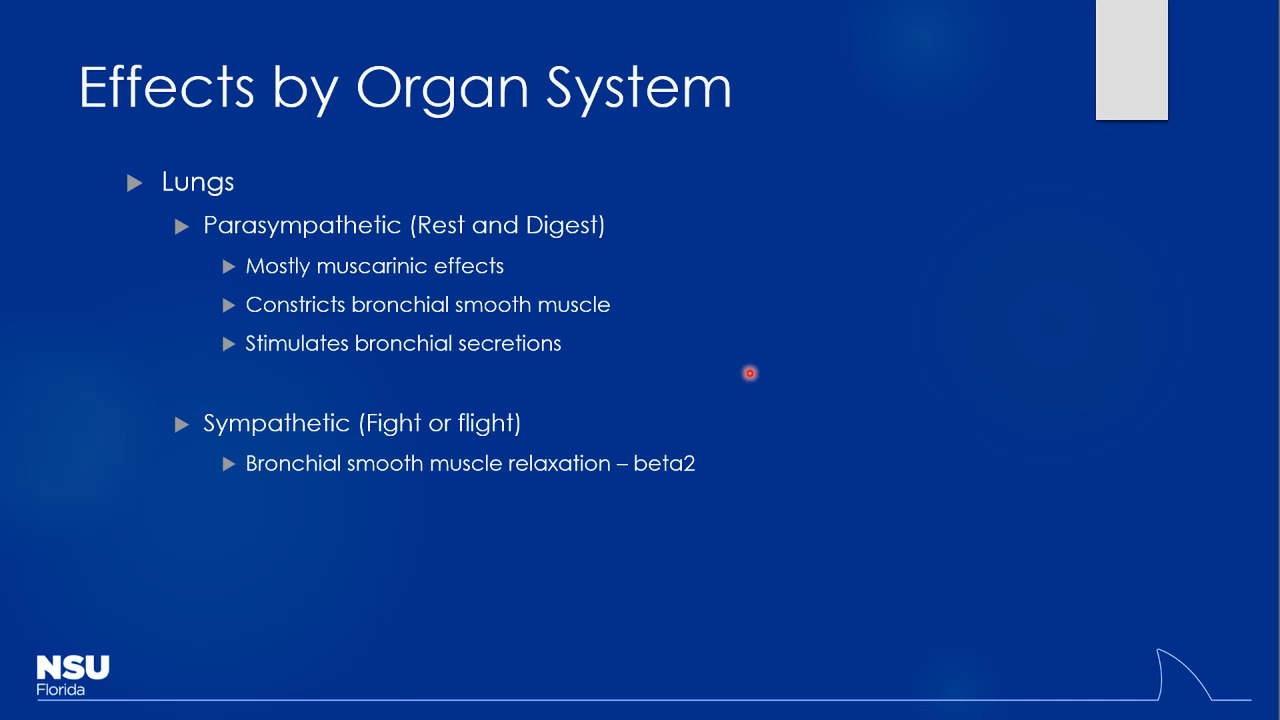 Effects by Organ System
Lungs
Parasympathetic (Rest and Digest)
Mostly muscarinic effects
Constricts bronchial smooth muscle
Stimulates bronchial secretions
Sympathetic (Fight or flight)
Bronchial smooth muscle relaxation – beta2
NSU
Florida